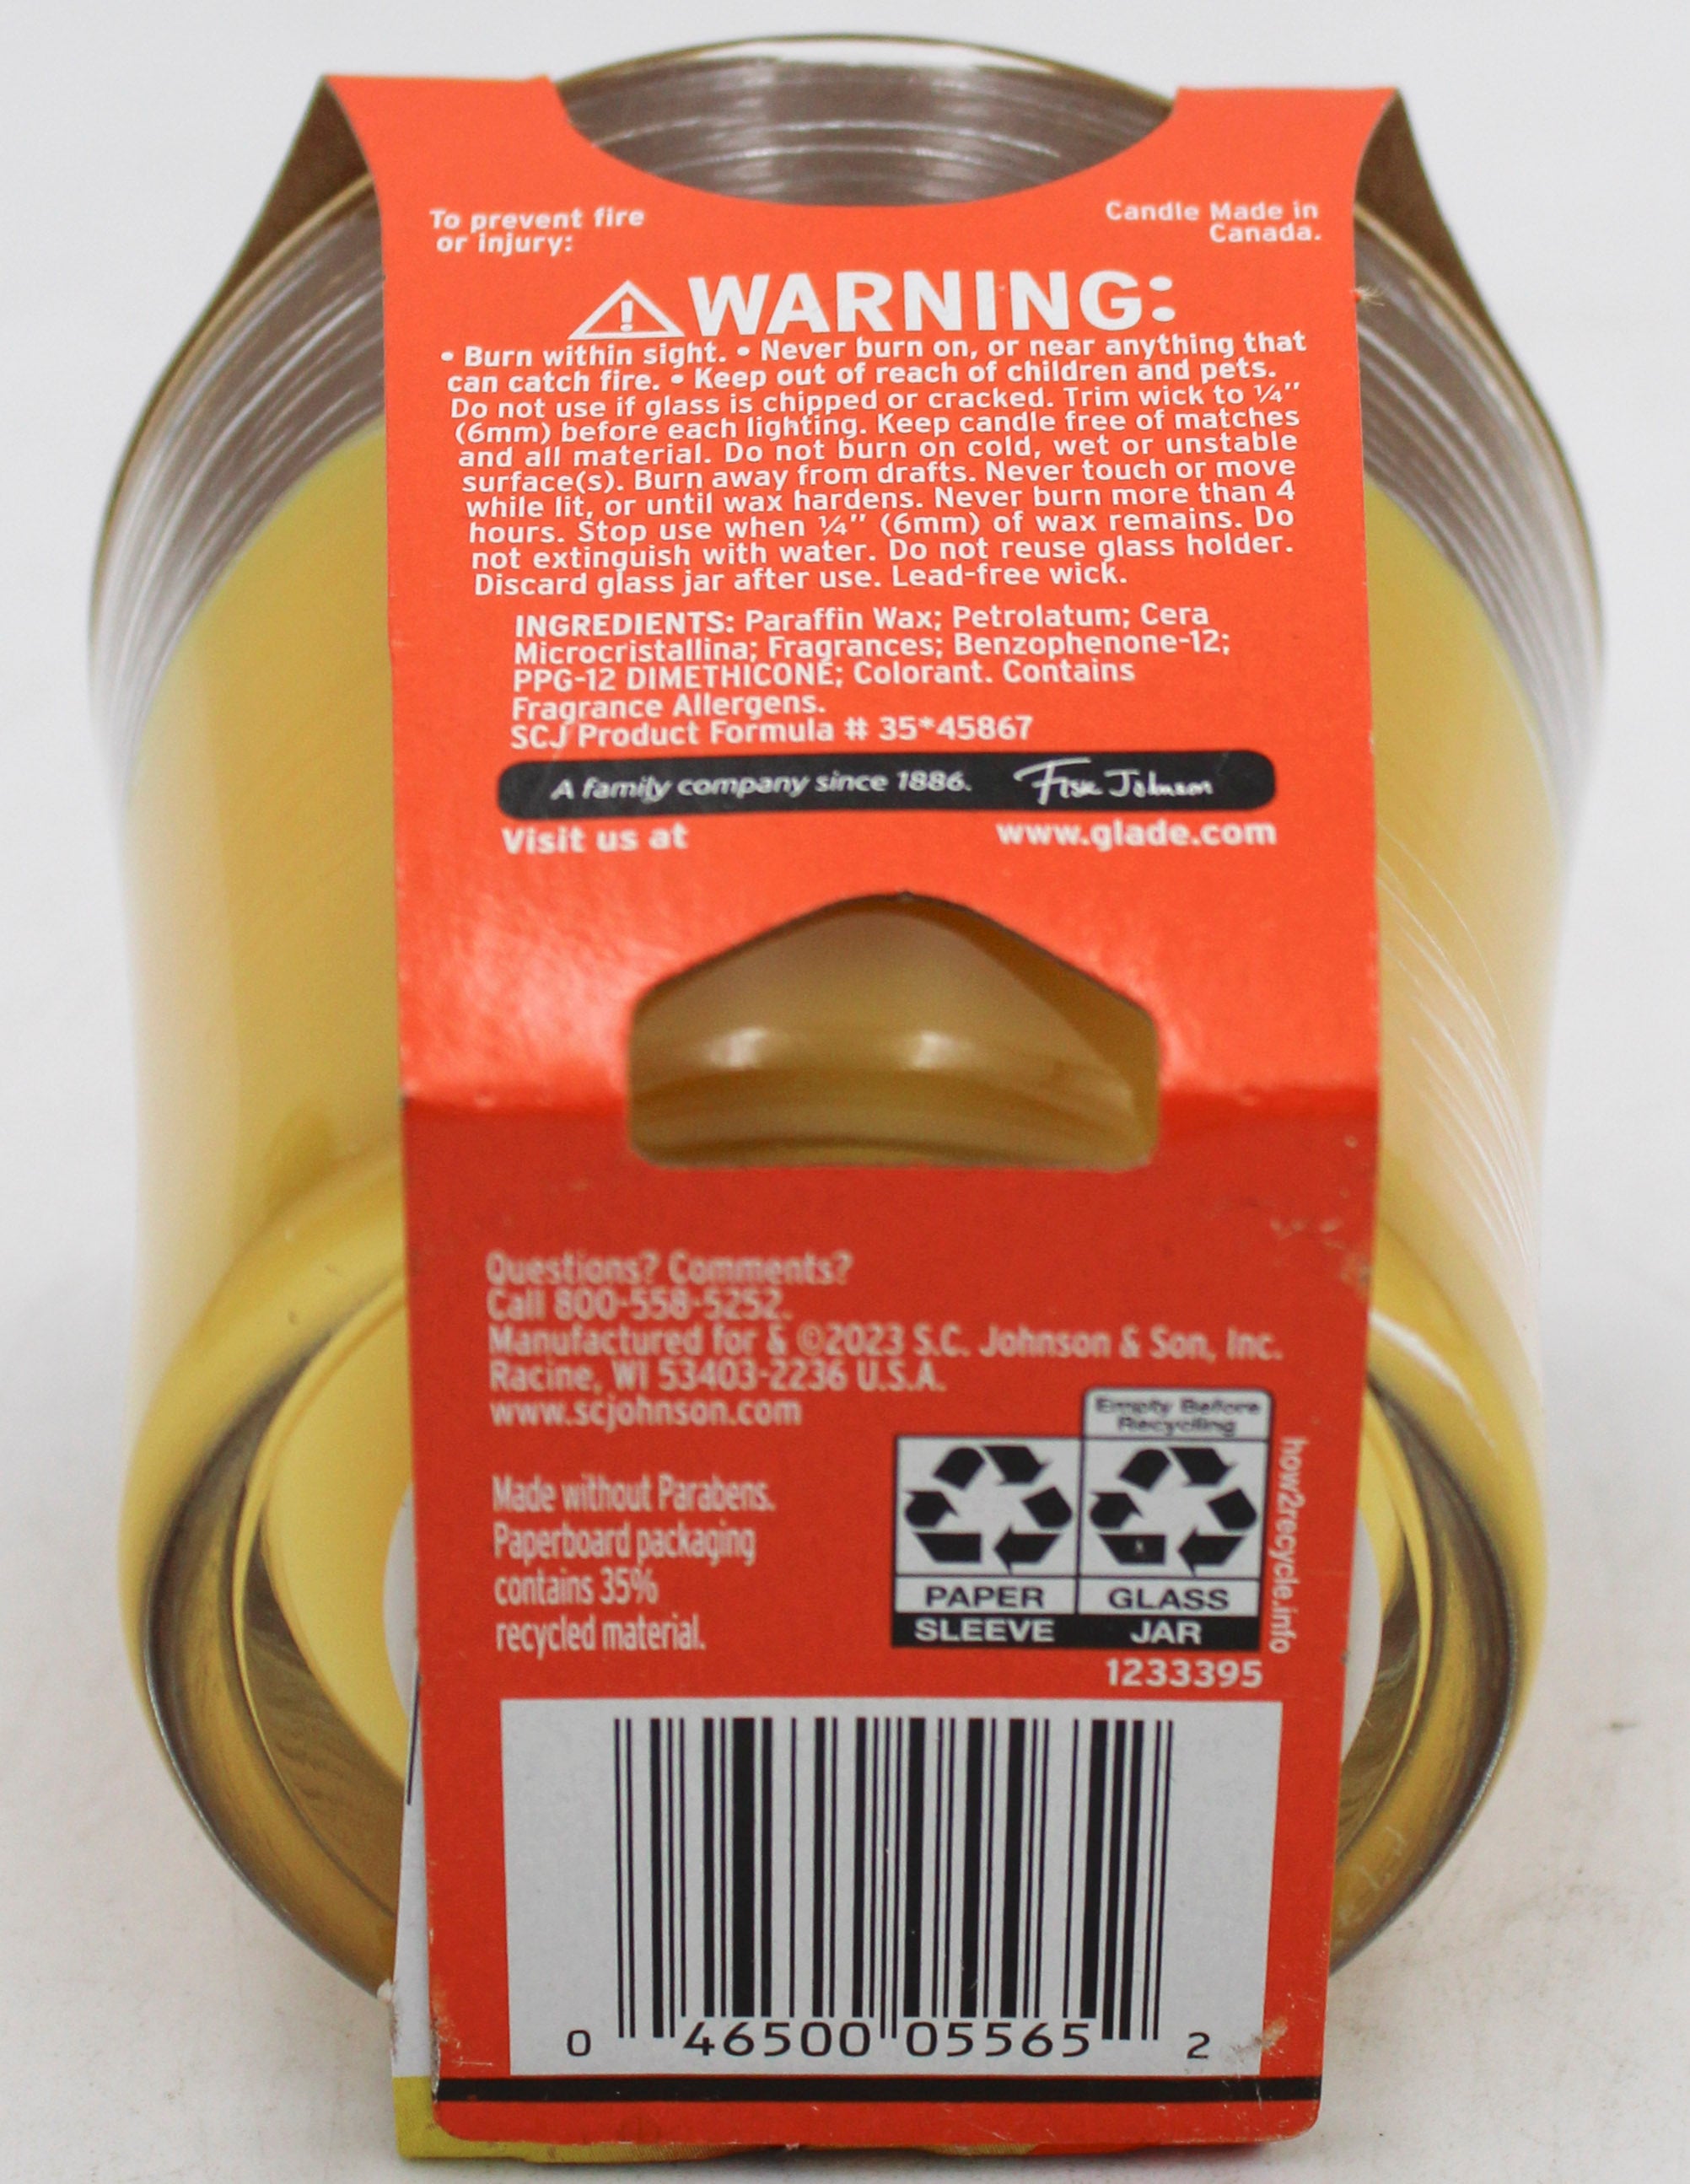 To prevent fire
or injury:
Candle Made in
Canada.
WARNING:
• Burn within sight. • Never burn on, or near anything that
can catch fire. • Keep out of reach of children and pets.
Do not use if glass is chipped or cracked. Trim wick to ¼"
(6mm) before each lighting. Keep candle free of matches
and all material. Do not burn on cold, wet or unstable
surface(s). Burn away from drafts. Never touch or move
while lit, or until wax hardens. Never burn more than 4
hours. Stop use when ¼" (6mm) of wax remains. Do
not extinguish with water. Do not reuse glass holder.
Discard glass jar after use. Lead-free wick.
INGREDIENTS: Paraffin Wax; Petrolatum; Cera
Microcristallina; Fragrances; Benzophenone-12;
PPG-12 DIMETHICONE; Colorant. Contains
Fragrance Allergens.
SCJ Product Formula # 35*45867
A family company since 1886. Fisk Johnson
Visit us at www.glade.com
Questions? Comments?
Call 800-558-5252.
Manufactured for & ©2023 S.C. Johnson & Son, Inc.
Racine, WI 53403-2236 U.S.A.
www.scjohnson.com
Made without Parabens.
Paperboard packaging
contains 35%
recycled material.
Empty Before
Recycling
PAPER
SLEEVE
GLASS
JAR
how2recycle.info
1233395
0 46500 05565 2